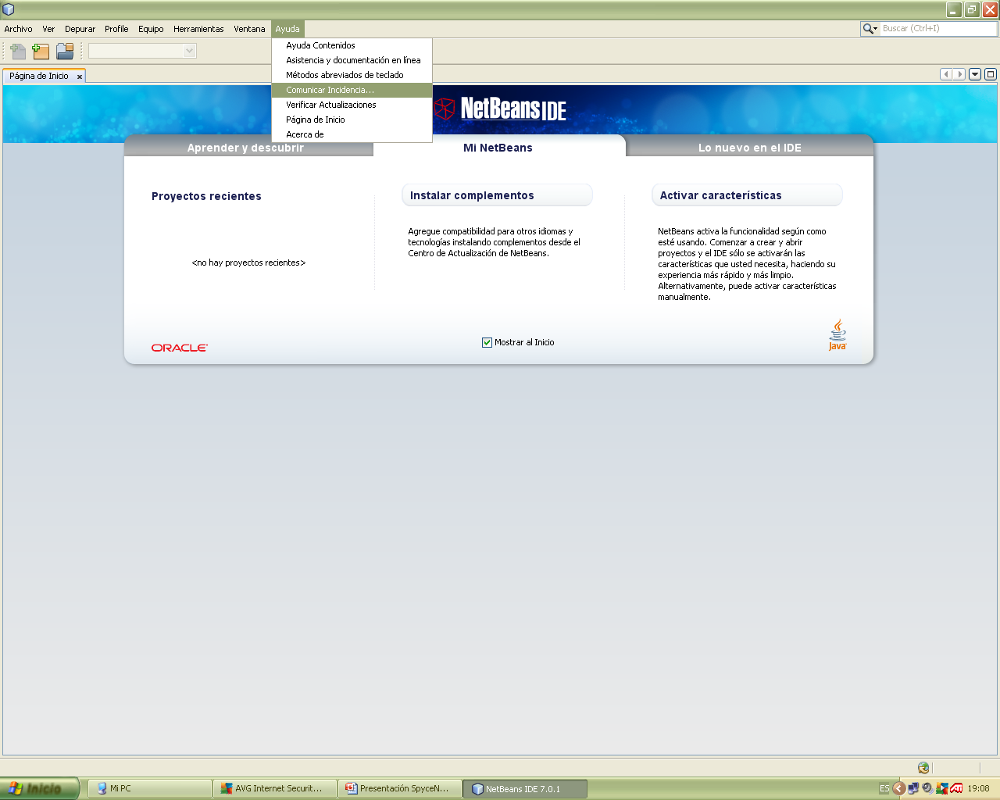 Archivo Ver Depurar Profile Equipo Herramientas Ventana Ayuda
Buscar (Ctrl+I)
Ayuda Contenidos
Asistencia y documentación en línea
Métodos abreviados de teclado
Comunicar Incidencia...
Verificar Actualizaciones
Página de Inicio
Acerca de
Página de Inicio
NetBeans IDE
Aprender y descubrir
Mi NetBeans
Lo nuevo en el IDE
Proyectos recientes
<no hay proyectos recientes>
Instalar complementos
Agregue compatibilidad para otros idiomas y
tecnologías instalando complementos desde el
Centro de Actualización de NetBeans.
Activar características
NetBeans activa la funcionalidad según como
esté usando. Comenzar a crear y abrir
proyectos y el IDE sólo se activarán las
características que usted necesita, haciendo su
experiencia más rápido y más limpio.
Alternativamente, puede activar características
manualmente.
ORACLE
Mostrar al Inicio
Java
Inicio
Mi PC
AVG Internet Securit...
Presentación SpyceN...
NetBeans IDE 7.0.1
ES
19:08